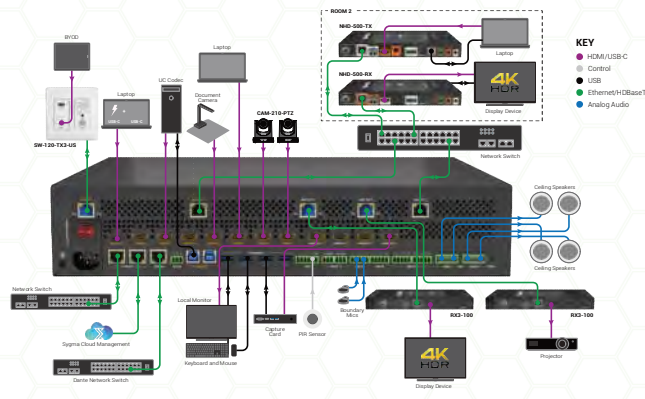 ROOM 2
NHD-500-TX
Laptop
NHD-500-RX
4K
HDR
Display Device
KEY
HDMI/USB-C
Control
USB
Ethernet/HDBaseT
Analog Audio
BYOD
Laptop
UC Codec
Document
Camera
Laptop
CAM-210-PTZ
USB-C
USB-C
SW-120-TX3-US
Network Switch
Ceiling Speakers
Ceiling Speakers
Network Switch
Sygma Cloud Management
Dante Network Switch
Local Monitor
Keyboard and Mouse
Capture
Card
PIR Sensor
Boundary
Mics
RX3-100
RX3-100
4K
HDR
Display Device
Projector